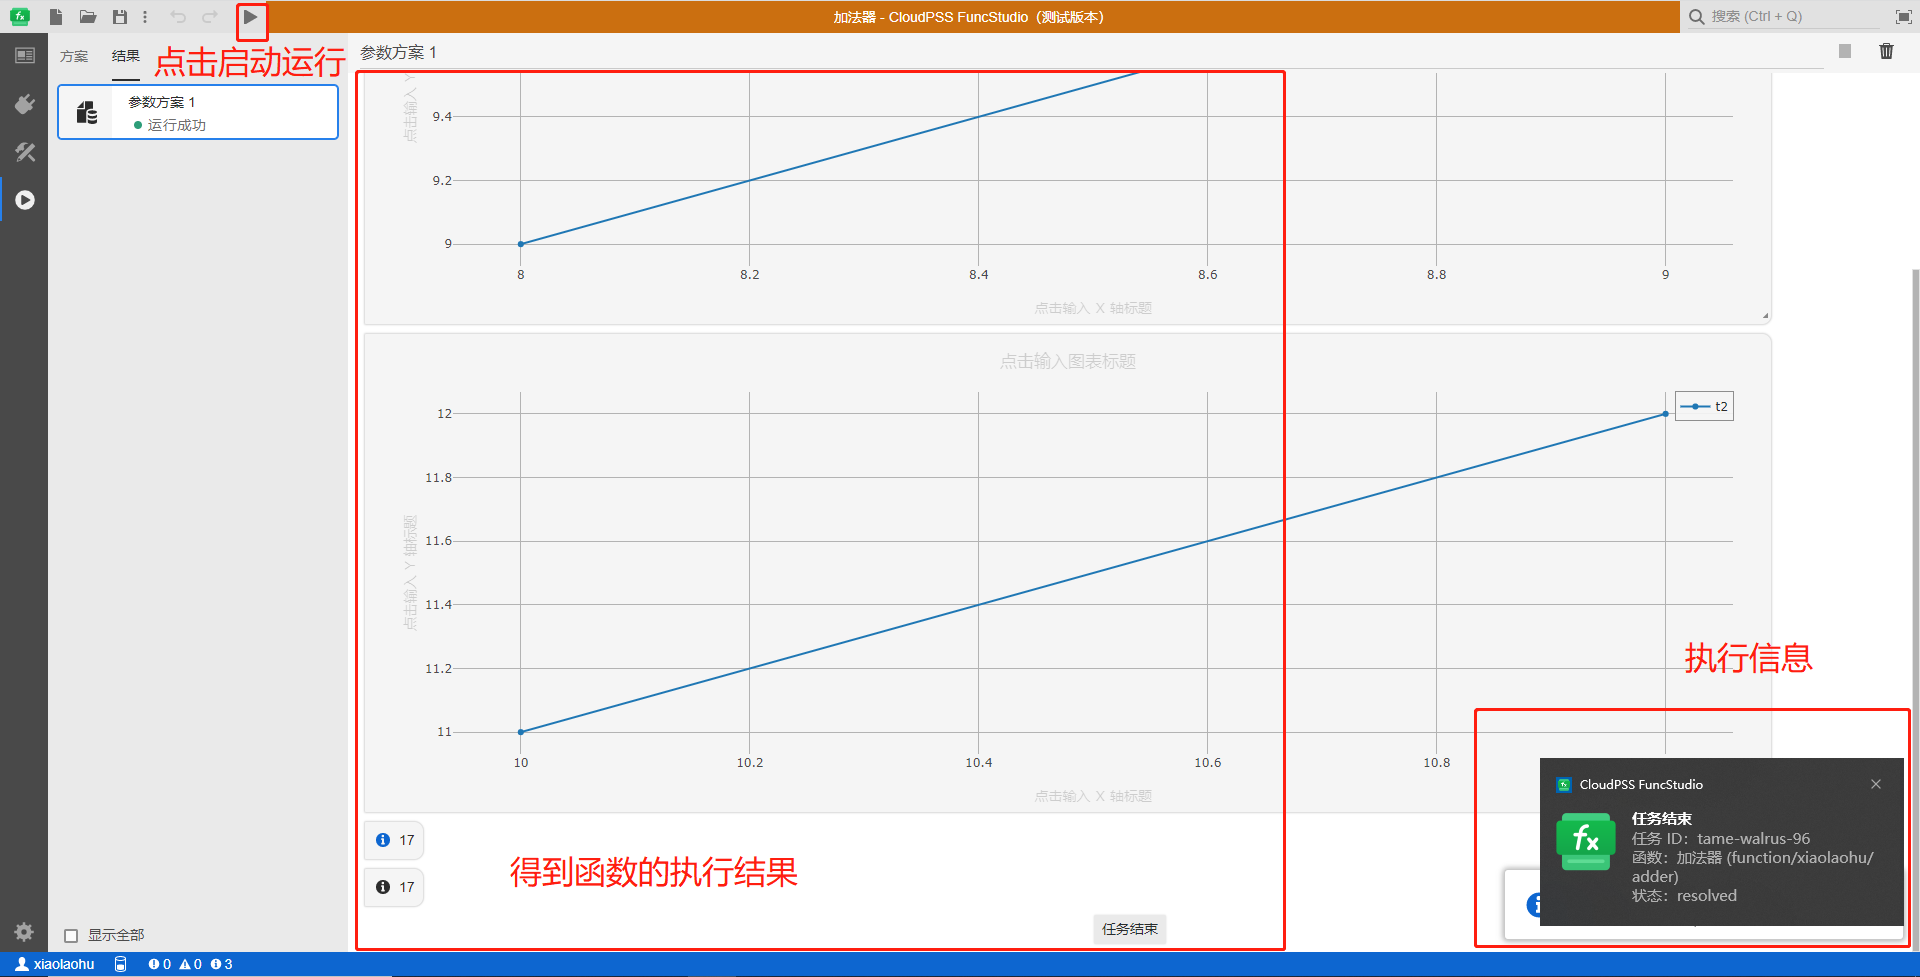 加法器 - CloudPSS FuncStudio（测试版本）
搜索 (Ctrl + Q)
方案
结果
点击启动运行
参数方案 1
参数方案 1
运行成功
点击输入 Y
9.4
9.2
9
8
8.2
8.4
8.6
8.8
9
点击输入 X 轴标题
点击输入图表标题
t2
点击输入 Y 轴标题
12
11.8
11.6
11.4
11.2
11
10
10.2
10.4
10.6
10.8
点击输入 X 轴标题
执行信息
17
17
得到函数的执行结果
任务结束
CloudPSS FuncStudio
fx
任务结束
任务 ID：tame-walrus-96
函数：加法器 (function/xiaolaohu/
adder)
状态：resolved
显示全部
xiaolaohu
0
0
3